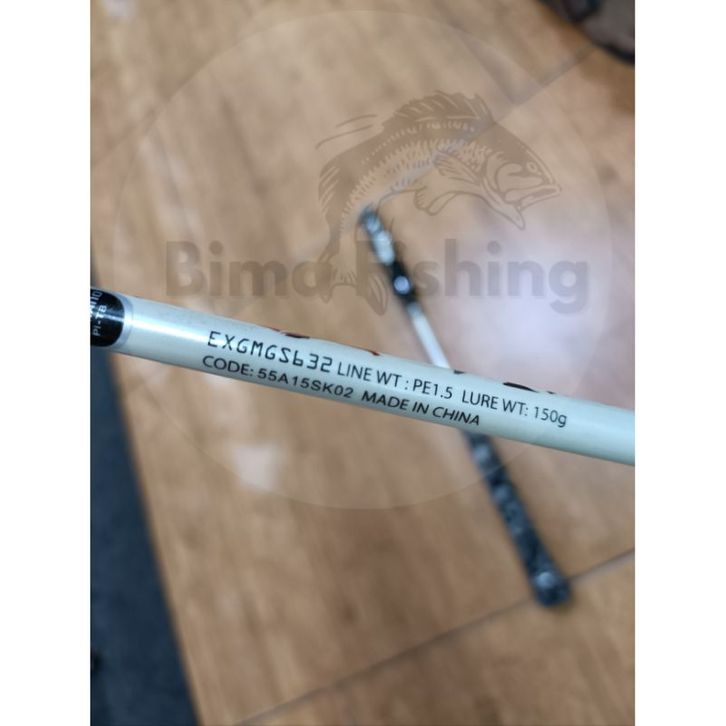 Bima Fishing
EXGMGS632 LINE WT : PE1.5 LURE WT: 150g
CODE: 55A15SK02 MADE IN CHINA